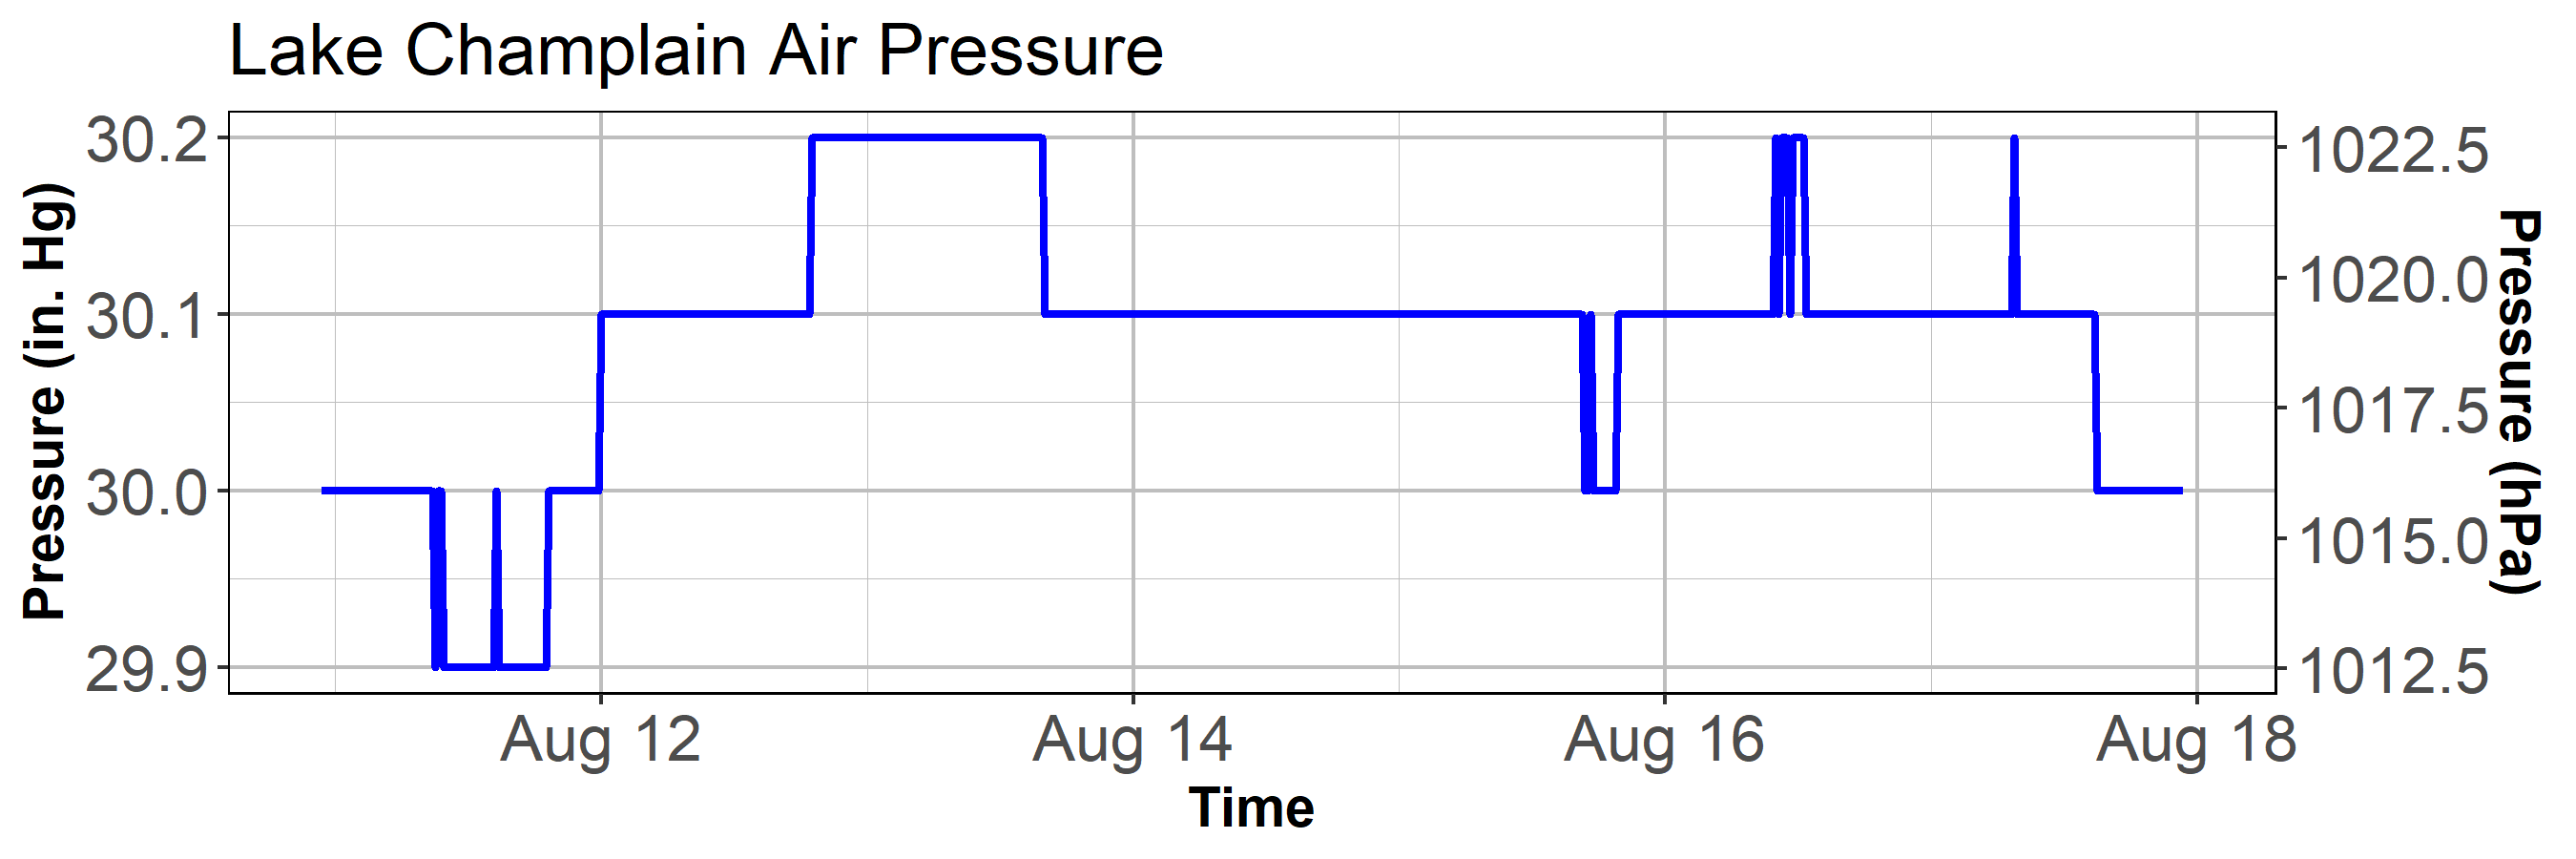 Lake Champlain Air Pressure
Pressure (in. Hg)
30.2
30.1
30.0
29.9
1022.5
1020.0
1017.5
1015.0
1012.5
Pressure (hPa)
Aug 12
Aug 14
Aug 16
Aug 18
Time